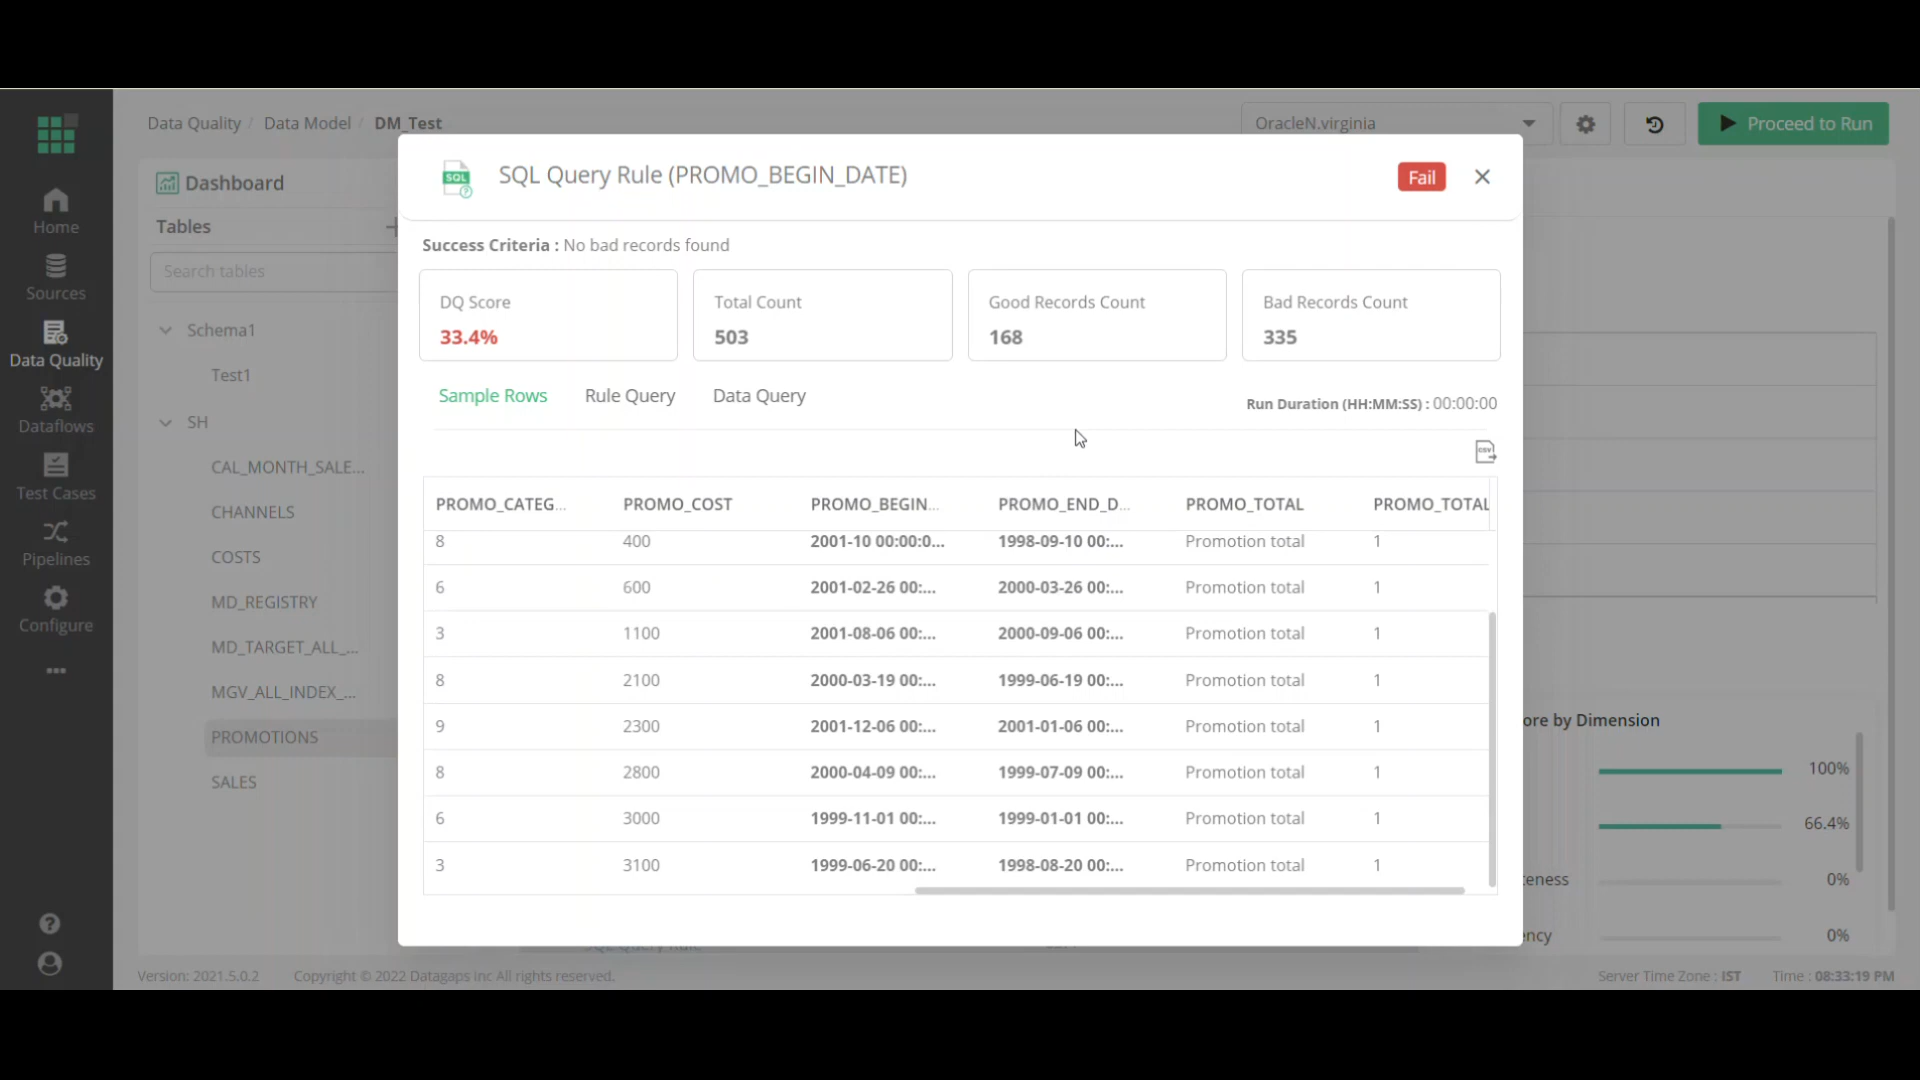 Data Quality / Data Model / DM_Test
OracleN.virginia
Proceed to Run
Home
Sources
Data Quality
Dataflows
Test Cases
Pipelines
Configure
Dashboard
Tables
Search tables
Schema1
Test1
SH
CAL_MONTH_SALE...
CHANNELS
COSTS
MD_REGISTRY
MD_TARGET_ALL_...
MGV_ALL_INDEX_...
PROMOTIONS
SALES
SQL
SQL Query Rule (PROMO_BEGIN_DATE)
Fail
Success Criteria : No bad records found
DQ Score
33.4%
Total Count
503
Good Records Count
168
Bad Records Count
335
Sample Rows Rule Query Data Query
Run Duration (HH:MM:SS) : 00:00:00
CSV
PROMO_CATEG... PROMO_COST PROMO_BEGIN... PROMO_END_D... PROMO_TOTAL PROMO_TOTAL
8 400 2001-10 00:00:0... 1998-09-10 00:... Promotion total 1
6 600 2001-02-26 00:... 2000-03-26 00:... Promotion total 1
3 1100 2001-08-06 00:... 2000-09-06 00:... Promotion total 1
8 2100 2000-03-19 00:... 1999-06-19 00:... Promotion total 1
9 2300 2001-12-06 00:... 2001-01-06 00:... Promotion total 1
8 2800 2000-04-09 00:... 1999-07-09 00:... Promotion total 1
6 3000 1999-11-01 00:... 1999-01-01 00:... Promotion total 1
3 3100 1999-06-20 00:... 1998-08-20 00:... Promotion total 1
ore by Dimension
100%
66.4%
eness 0%
ency 0%
Version: 2021.5.0.2 Copyright © 2022 Datagaps inc All rights reserved.
Server Time Zone : IST Time : 08:33:19 PM